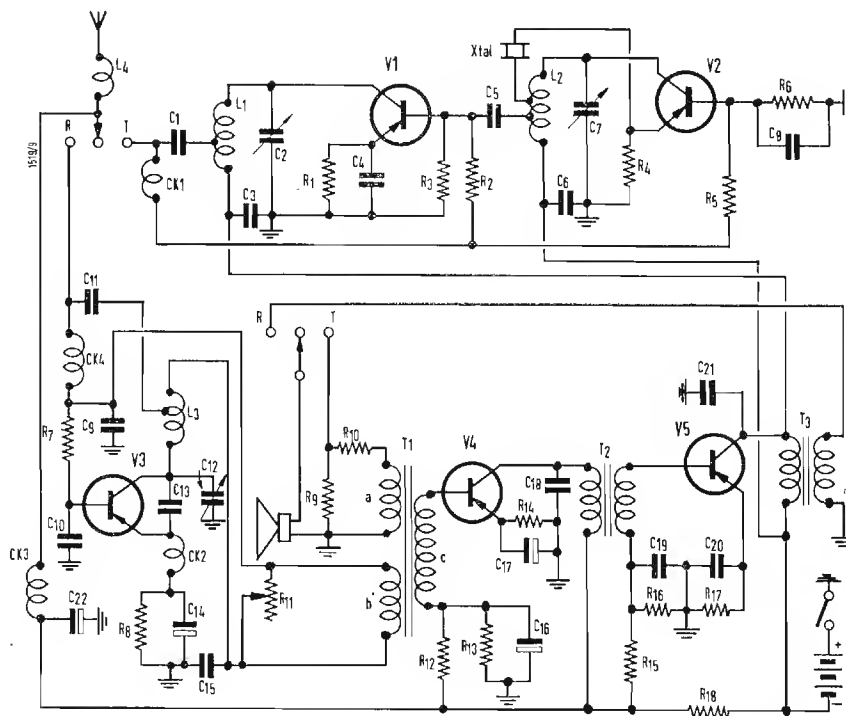 Xtal
V1
V2
L4
L2
C5
R6
C1
L1
R
T
C7
C2
C4
C8
R4
1519/9
R1
R3
R2
CK1
C3
C6
R5
C11
R
T
CK4
C21
L3
T3
R7
C9
R10
T1
V4
V5
V3
C12
T2
C13
a
C18
R9
R14
C10
CK2
c
CK3
C17
C19
C20
R11
b
C22
R8
C14
R16
R17
C16
R12
R13
C15
R15
+
R18
−